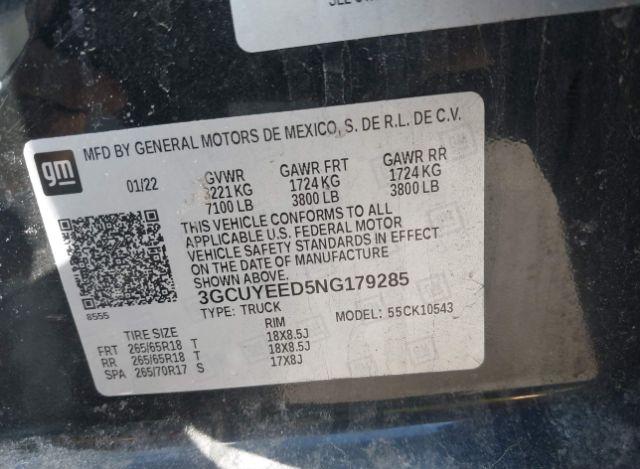 gm
MFD BY GENERAL MOTORS DE MEXICO, S. DE R.L. DE C.V.
01/22 GVWR GAWR FRT GAWR RR
3221 KG 1724 KG 1724 KG
7100 LB 3800 LB 3800 LB
THIS VEHICLE CONFORMS TO ALL
APPLICABLE U.S. FEDERAL MOTOR
VEHICLE SAFETY STANDARDS IN EFFECT
ON THE DATE OF MANUFACTURE
SHOWN ABOVE.
8555
3GCUYEED5NG179285
TYPE: TRUCK MODEL: 55CK10543
TIRE SIZE RIM
FRT 265/65R18 T 18X8.5J
RR 265/65R18 T 18X8.5J
SPA 265/70R17 S 17X8J